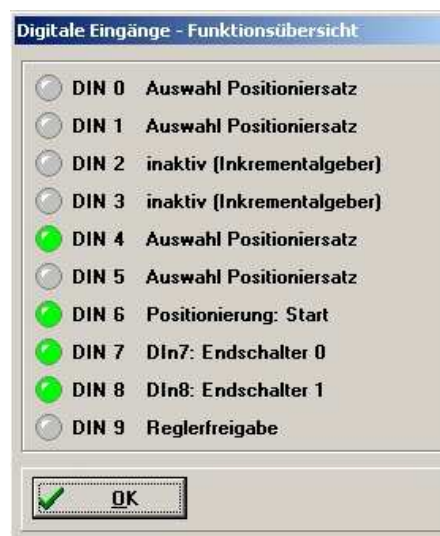 Digitale Eingänge - Funktionsübersicht
DIN 0 Auswahl Positioniersatz
DIN 1 Auswahl Positioniersatz
DIN 2 inaktiv (Inkrementalgeber)
DIN 3 inaktiv (Inkrementalgeber)
DIN 4 Auswahl Positioniersatz
DIN 5 Auswahl Positioniersatz
DIN 6 Positionierung: Start
DIN 7 DIn7: Endschalter 0
DIN 8 DIn8: Endschalter 1
DIN 9 Reglerfreigabe
OK